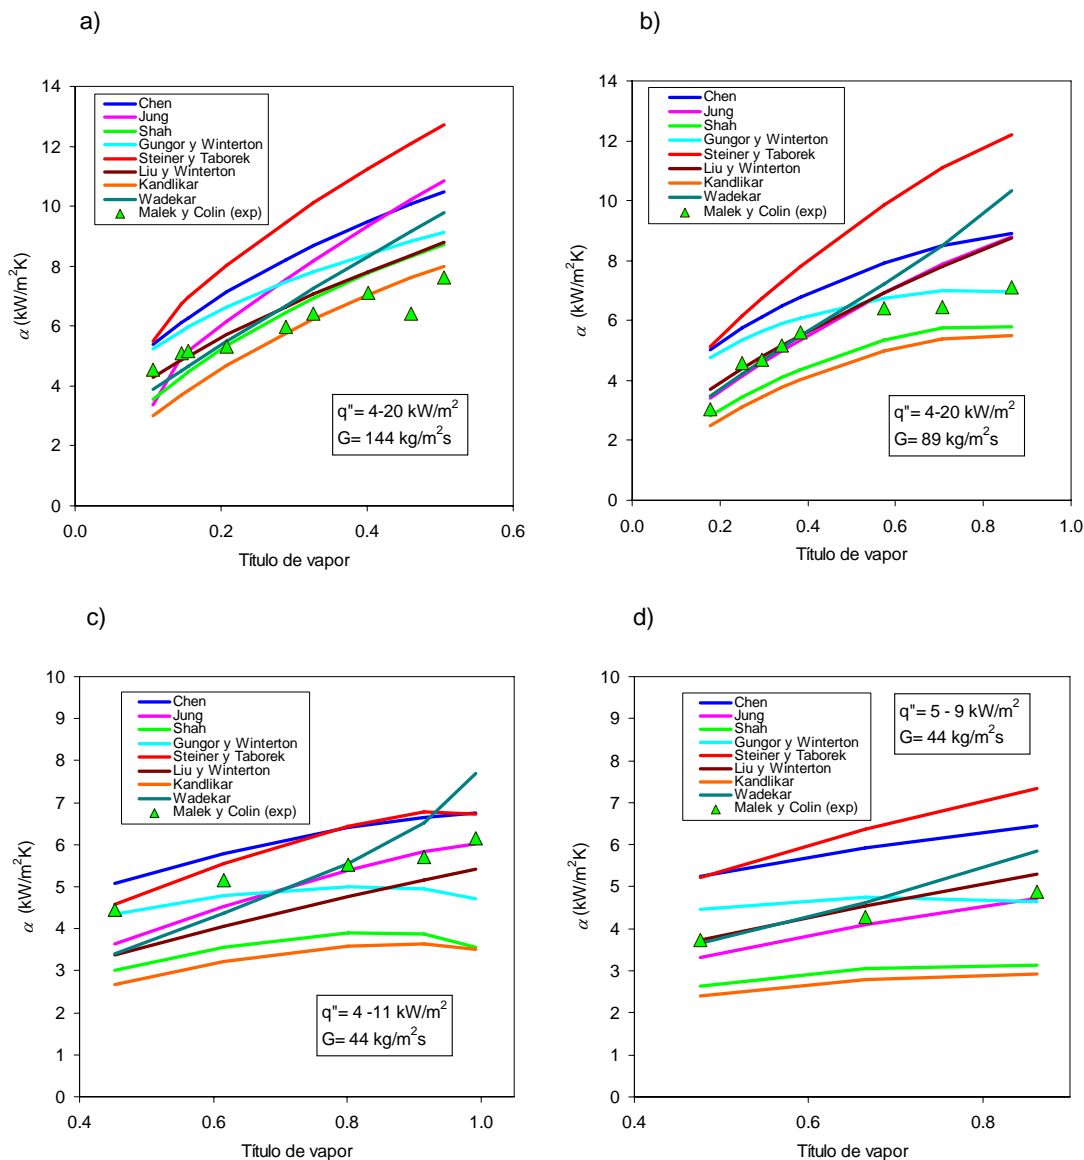 a)
14
12
10
8
6
4
2
0
α (kW/m²K)
Chen
Jung
Shah
Gungor y Winterton
Steiner y Taborek
Liu y Winterton
Kandlikar
Wadekar
Malek y Colin (exp)
q"= 4-20 kW/m²
G= 144 kg/m²s
0.0 0.2 0.4 0.6
Título de vapor
b)
14
12
10
8
6
4
2
0
α (kW/m²K)
Chen
Jung
Shah
Gungor y Winterton
Steiner y Taborek
Liu y Winterton
Kandlikar
Wadekar
Malek y Colin (exp)
q"= 4-20 kW/m²
G= 89 kg/m²s
0.0 0.2 0.4 0.6 0.8 1.0
Título de vapor
c)
10
9
8
7
6
5
4
3
2
1
0
α (kW/m²K)
Chen
Jung
Shah
Gungor y Winterton
Steiner y Taborek
Liu y Winterton
Kandlikar
Wadekar
Malek y Colin (exp)
q"= 4 -11 kW/m²
G= 44 kg/m²s
0.4 0.6 0.8 1.0
Título de vapor
d)
10
9
8
7
6
5
4
3
2
1
0
α (kW/m²K)
Chen
Jung
Shah
Gungor y Winterton
Steiner y Taborek
Liu y Winterton
Kandlikar
Wadekar
Malek y Colin (exp)
q"= 5 - 9 kW/m²
G= 44 kg/m²s
0.4 0.6 0.8
Título de vapor